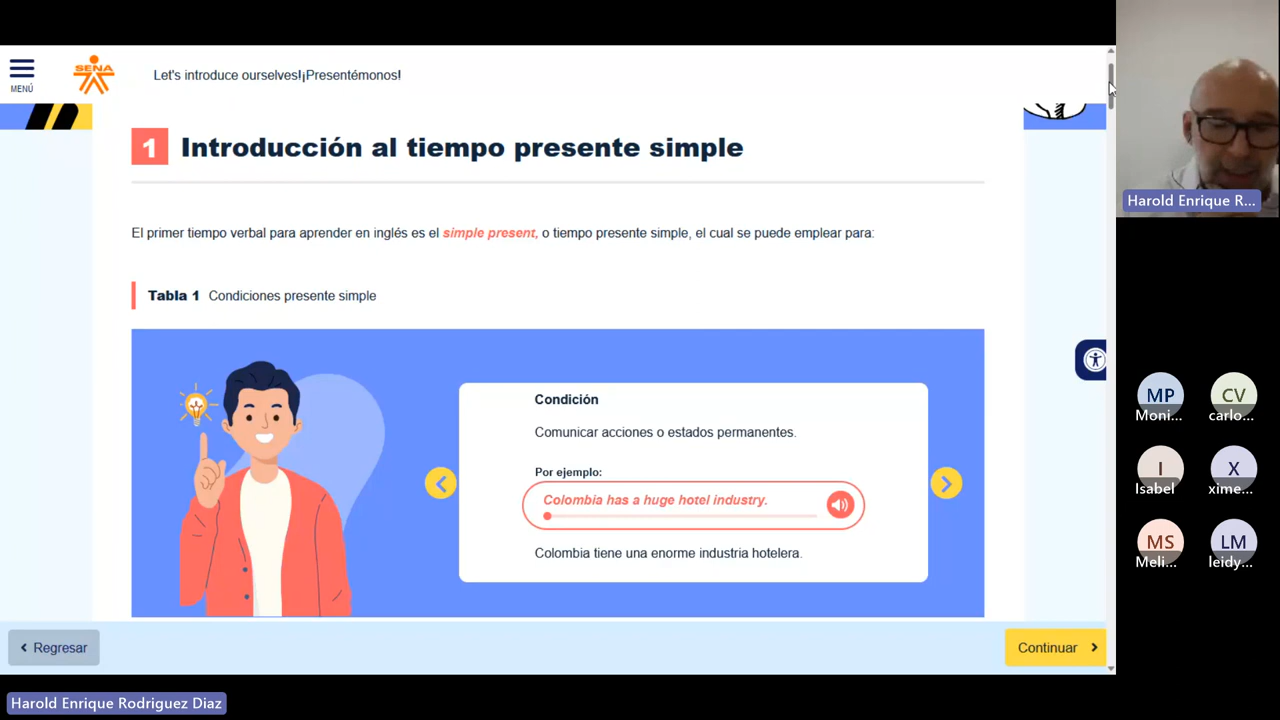 MENÚ
SENA
Let's introduce ourselves!¡Presentémonos!
1 Introducción al tiempo presente simple
El primer tiempo verbal para aprender en inglés es el simple present, o tiempo presente simple, el cual se puede emplear para:
Tabla 1 Condiciones presente simple
Condición
Comunicar acciones o estados permanentes.
Por ejemplo:
Colombia has a huge hotel industry.
Colombia tiene una enorme industria hotelera.
Regresar
Continuar
Harold Enrique Rodriguez Diaz
Harold Enrique R...
MP
Moni...
CV
carlo...
I
Isabel
X
xime...
MS
Meli...
LM
leidy...